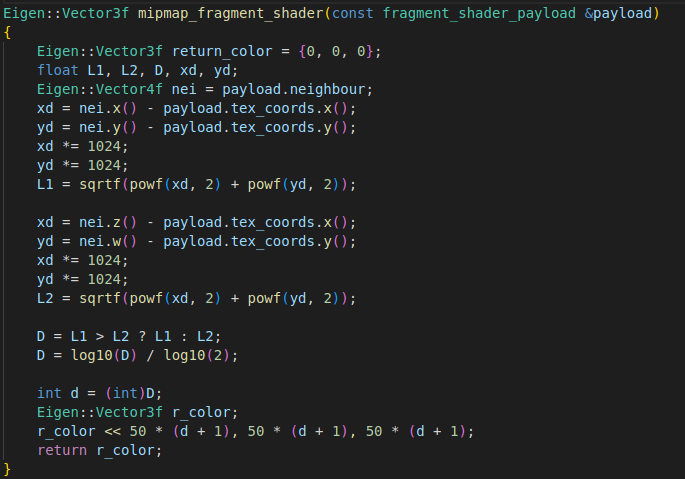 Eigen::Vector3f mipmap_fragment_shader(const fragment_shader_payload &payload)
{
    Eigen::Vector3f return_color = {0, 0, 0};
    float L1, L2, D, xd, yd;
    Eigen::Vector4f nei = payload.neighbour;
    xd = nei.x() - payload.tex_coords.x();
    yd = nei.y() - payload.tex_coords.y();
    xd *= 1024;
    yd *= 1024;
    L1 = sqrtf(powf(xd, 2) + powf(yd, 2));

    xd = nei.z() - payload.tex_coords.x();
    yd = nei.w() - payload.tex_coords.y();
    xd *= 1024;
    yd *= 1024;
    L2 = sqrtf(powf(xd, 2) + powf(yd, 2));

    D = L1 > L2 ? L1 : L2;
    D = log10(D) / log10(2);

    int d = (int)D;
    Eigen::Vector3f r_color;
    r_color << 50 * (d + 1), 50 * (d + 1), 50 * (d + 1);
    return r_color;
}